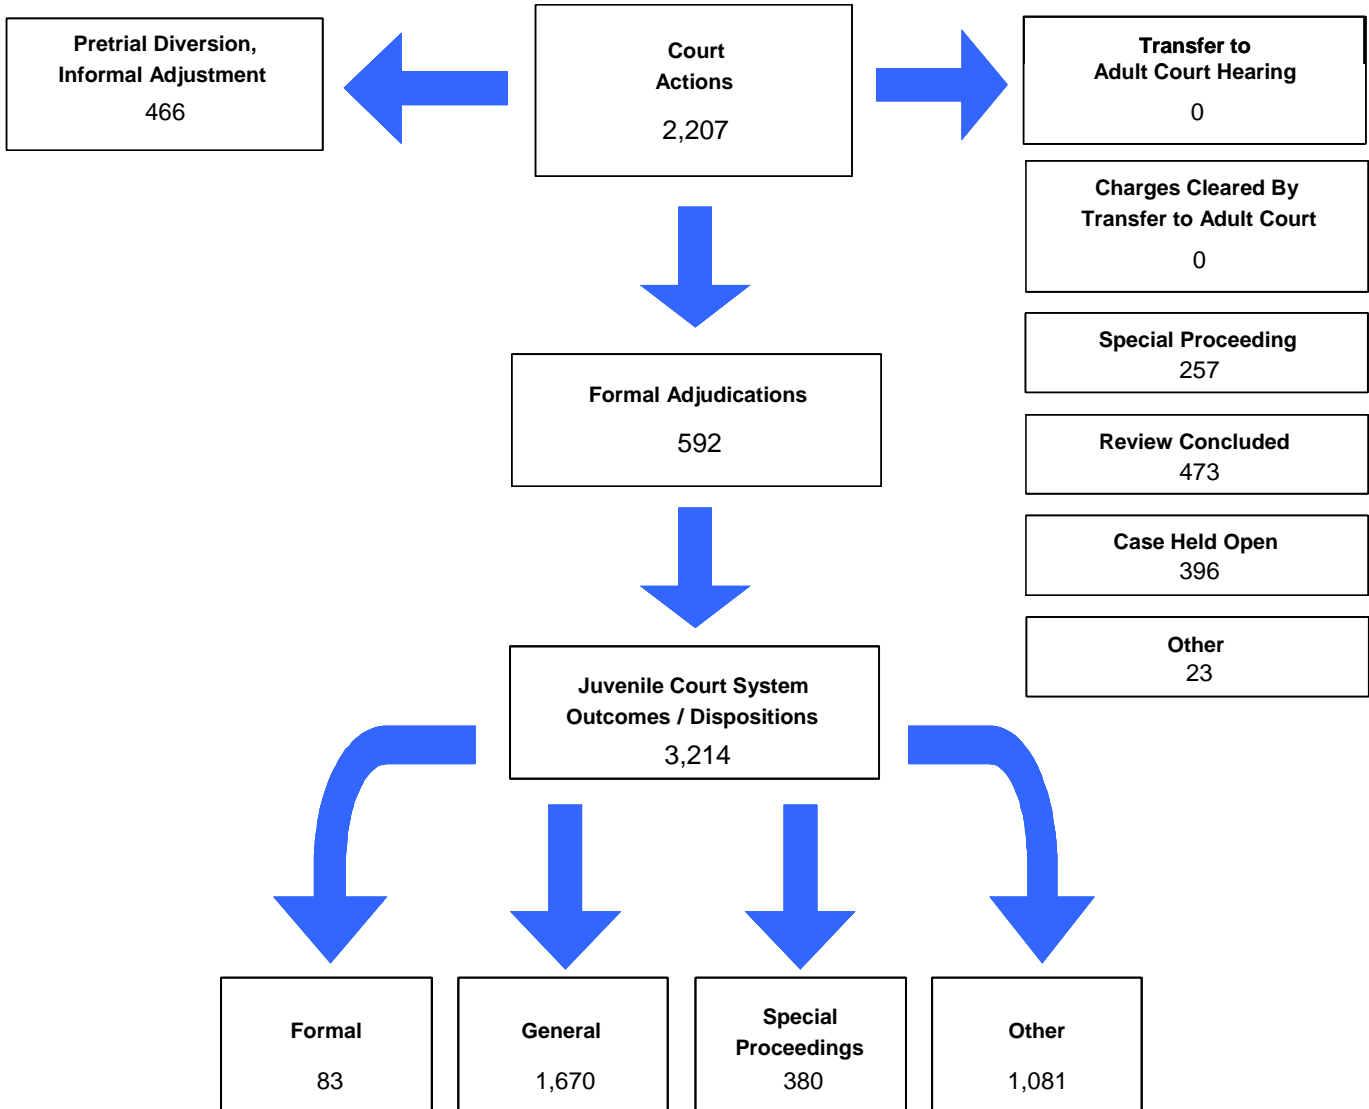 Pretrial Diversion,
Informal Adjustment
466
Court
Actions
2,207
Transfer to
Adult Court Hearing
0
Charges Cleared By
Transfer to Adult Court
0
Special Proceeding
257
Review Concluded
473
Case Held Open
396
Other
23
Formal Adjudications
592
Juvenile Court System
Outcomes / Dispositions
3,214
Formal
83
General
1,670
Special
Proceedings
380
Other
1,081